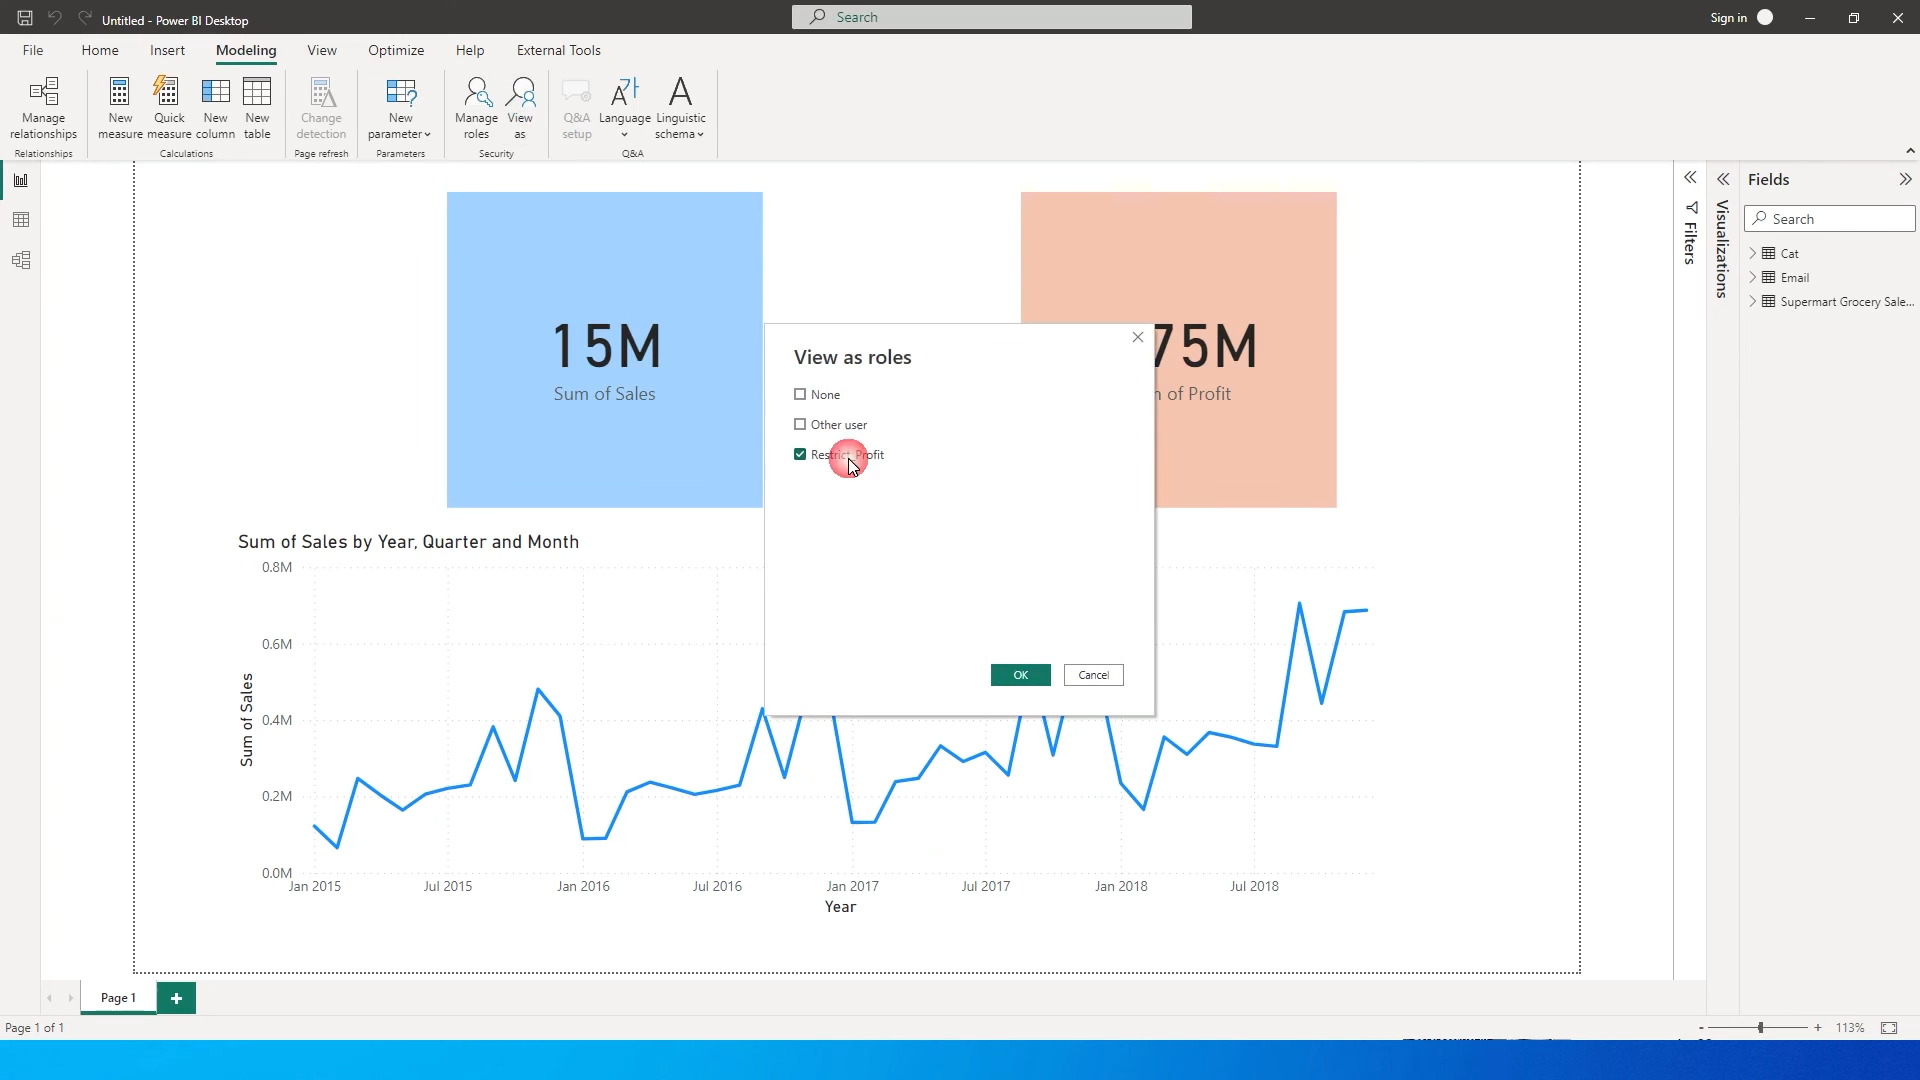 Untitled - Power BI Desktop
Search
Sign in
File
Home
Insert
Modeling
View
Optimize
Help
External Tools
Manage relationships
New measure
Quick measure
New column
New table
Change detection
New parameter
Manage roles
View as
Q&A setup
Language
Linguistic schema
Relationships
Calculations
Page refresh
Parameters
Security
Q&A
Fields
Search
Cat
Email
Supermart Grocery Sale...
Filters
Visualizations
15M
Sum of Sales
75M
of Profit
View as roles
None
Other user
Restrict_Profit
OK
Cancel
Sum of Sales by Year, Quarter and Month
0.8M
0.6M
0.4M
0.2M
0.0M
Sum of Sales
Jan 2015
Jul 2015
Jan 2016
Jul 2016
Jan 2017
Jul 2017
Jan 2018
Jul 2018
Year
Page 1
Page 1 of 1
113%